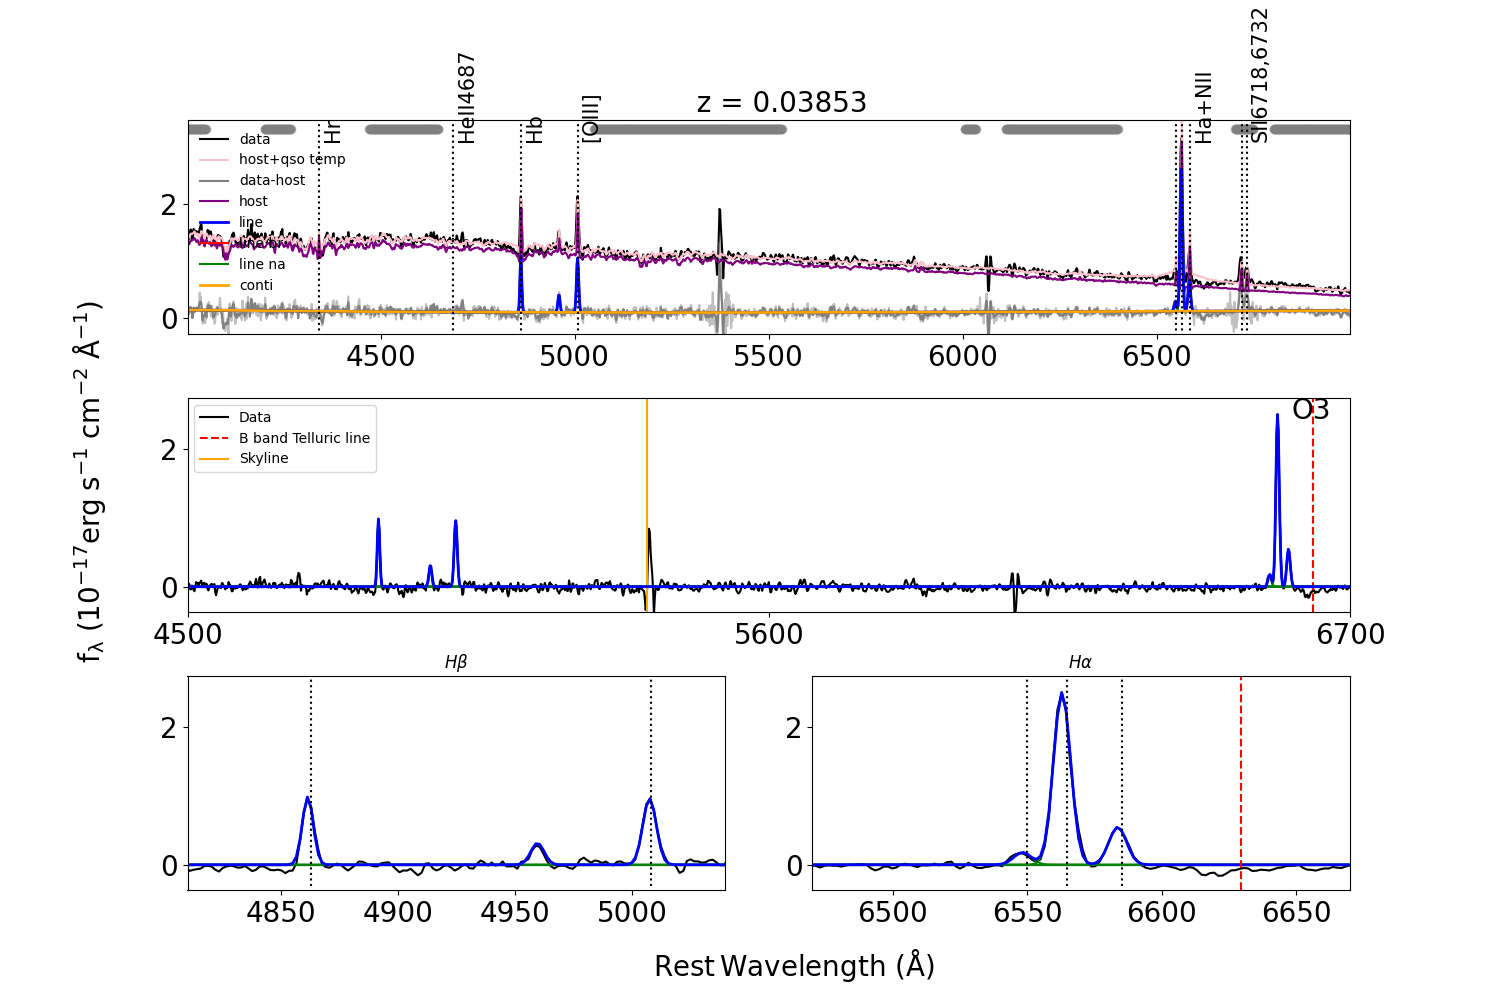 z = 0.03853
Hr
HeII4687
Hb
[OIII]
Ha+NII
SII6718,6732
data
host+qso temp
data-host
host
line
line na
conti
2
0
4500
5000
5500
6000
6500
fλ (10−17erg s−1 cm−2 Å−1)
Data
B band Telluric line
Skyline
O3
2
0
4500
5600
6700
Hβ
2
0
4850
4900
4950
5000
Hα
2
0
6500
6550
6600
6650
Rest Wavelength (Å)